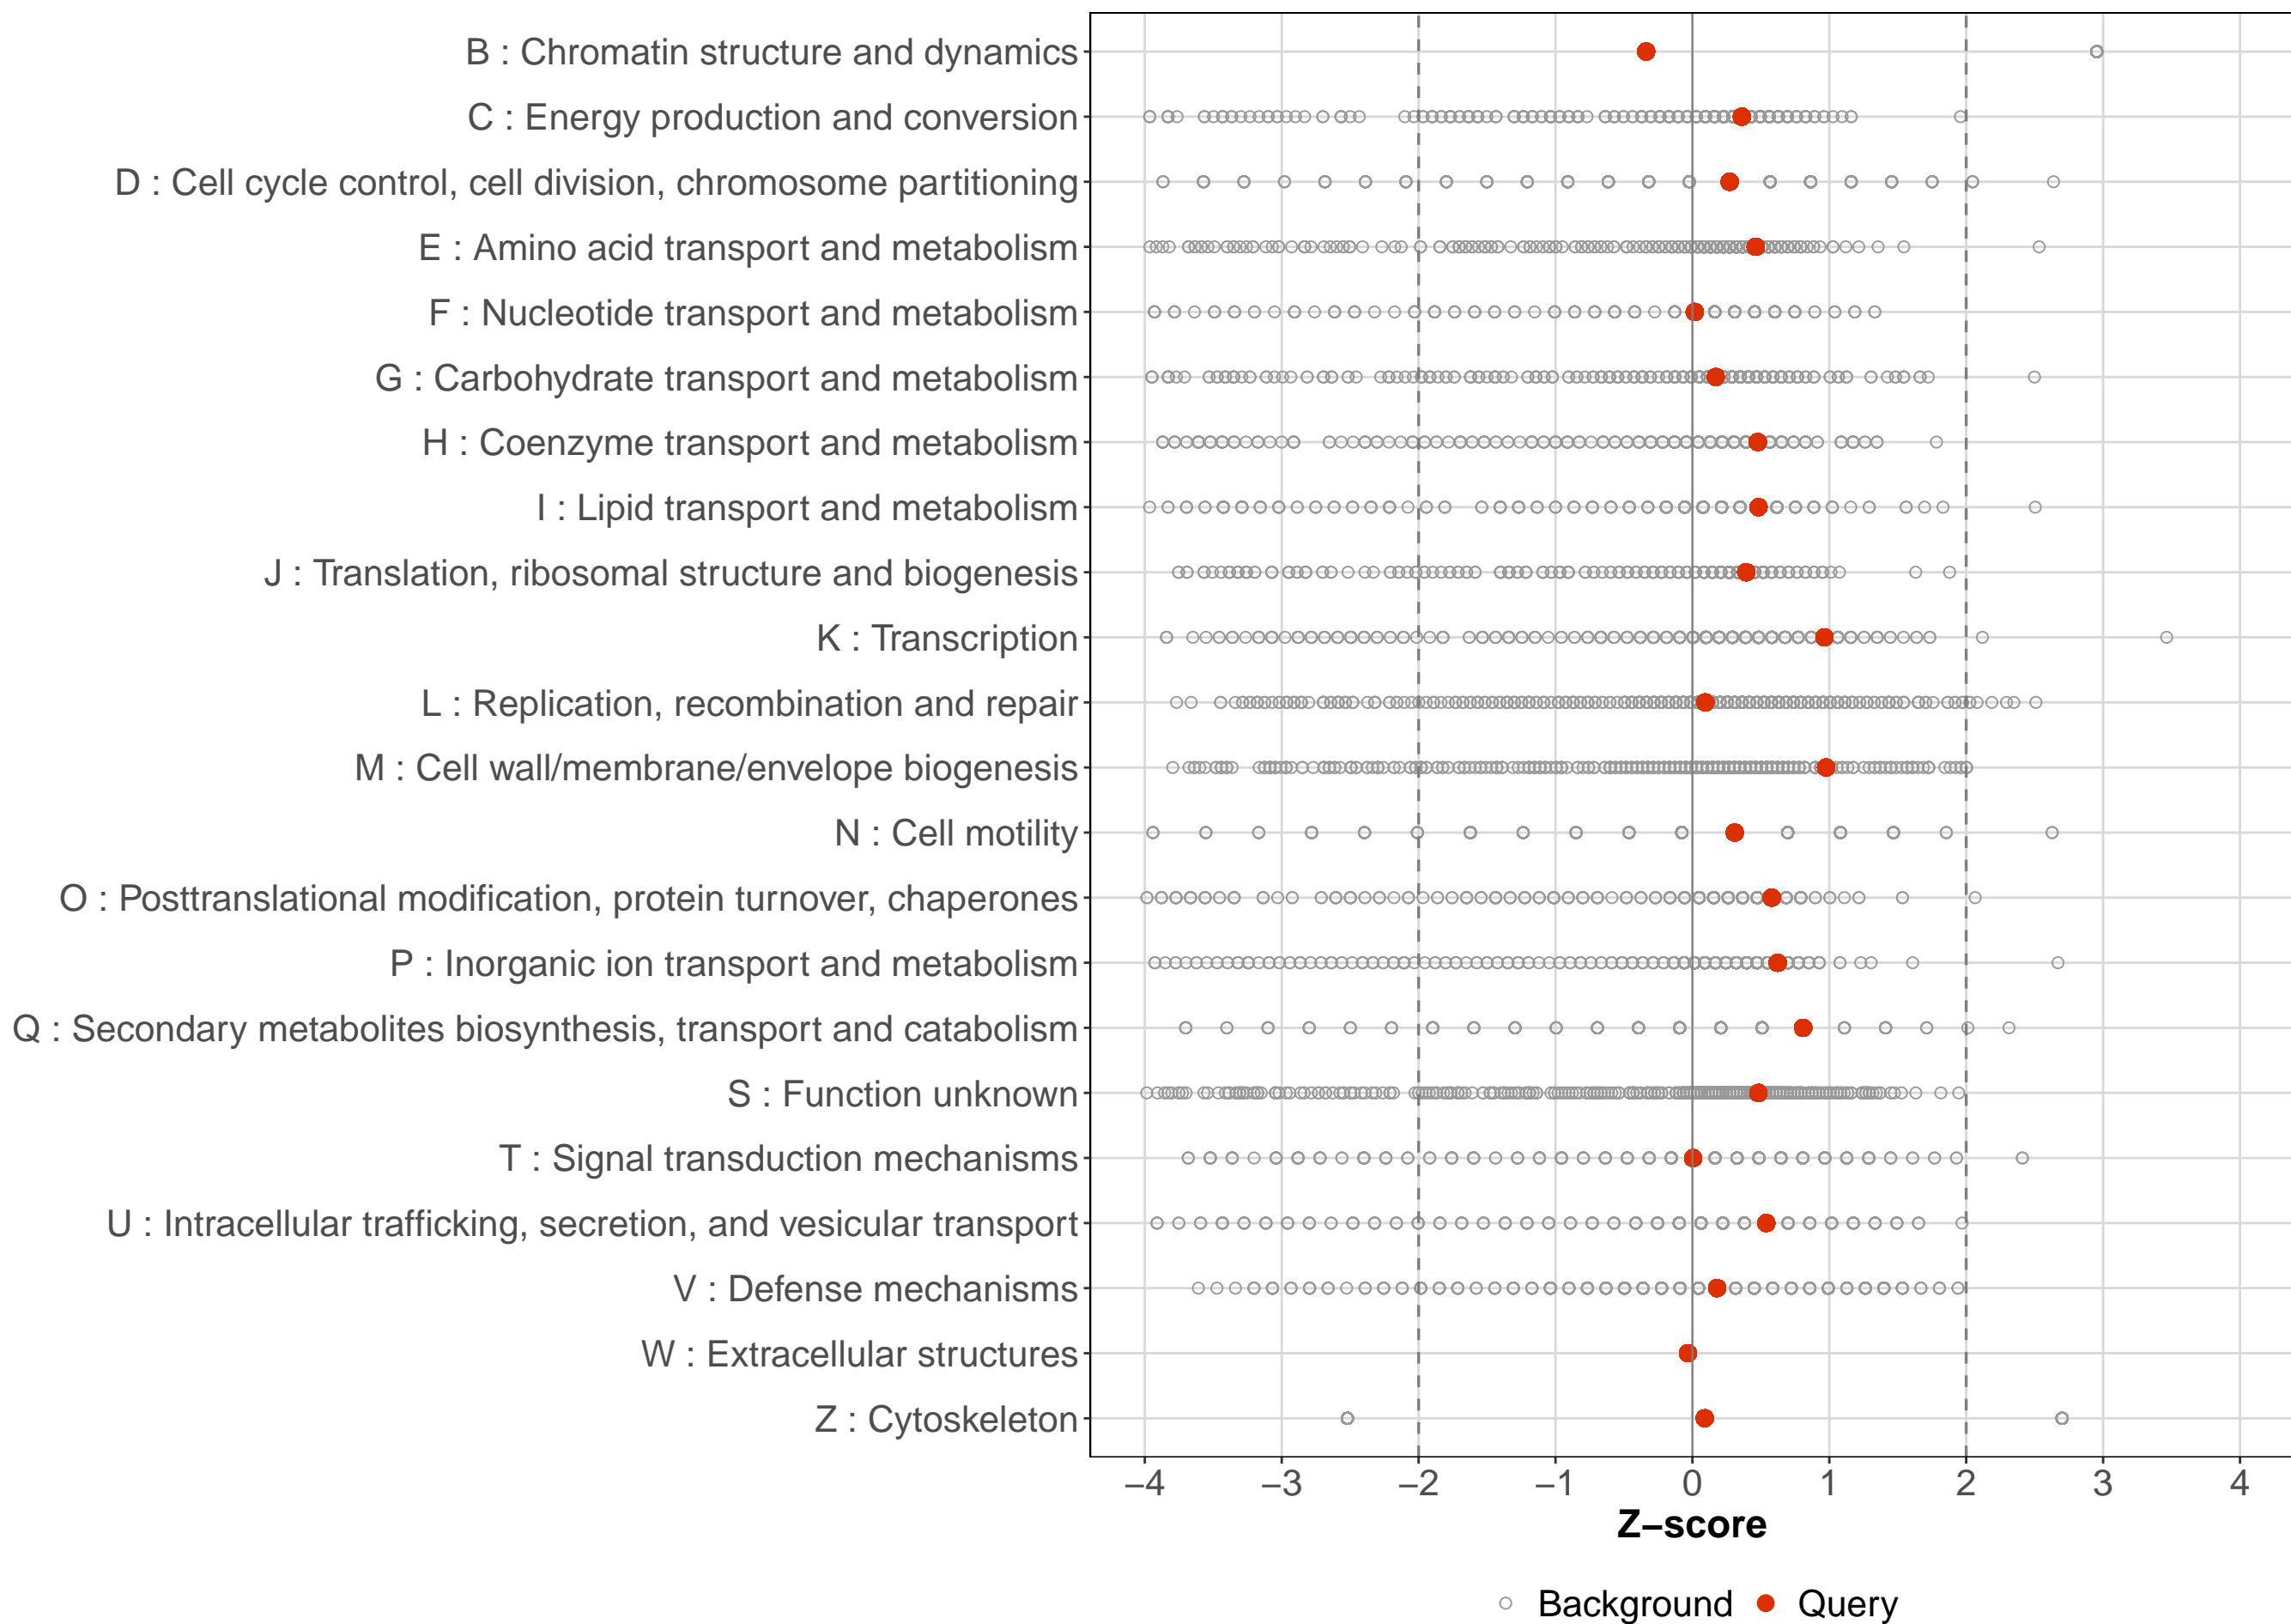 B : Chromatin structure and dynamics
C : Energy production and conversion
D : Cell cycle control, cell division, chromosome partitioning
E : Amino acid transport and metabolism
F : Nucleotide transport and metabolism
G : Carbohydrate transport and metabolism
H : Coenzyme transport and metabolism
I : Lipid transport and metabolism
J : Translation, ribosomal structure and biogenesis
K : Transcription
L : Replication, recombination and repair
M : Cell wall/membrane/envelope biogenesis
N : Cell motility
O : Posttranslational modification, protein turnover, chaperones
P : Inorganic ion transport and metabolism
Q : Secondary metabolites biosynthesis, transport and catabolism
S : Function unknown
T : Signal transduction mechanisms
U : Intracellular trafficking, secretion, and vesicular transport
V : Defense mechanisms
W : Extracellular structures
Z : Cytoskeleton
−4 −3 −2 −1 0 1 2 3 4
Z−score
Background Query